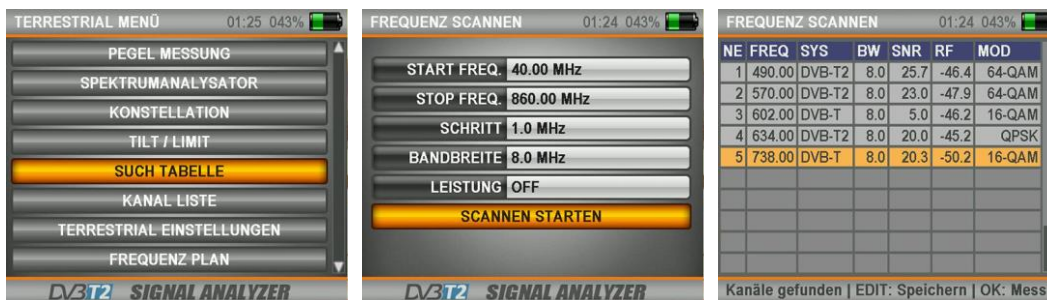 TERRESTRIAL MENÜ 01:25 043%
PEGEL MESSUNG
SPEKTRUMANALYSATOR
KONSTELLATION
TILT / LIMIT
SUCH TABELLE
KANAL LISTE
TERRESTRIAL EINSTELLUNGEN
FREQUENZ PLAN
DVB T2 SIGNAL ANALYZER
FREQUENZ SCANNEN 01:24 043%
START FREQ. 40.00 MHz
STOP FREQ. 860.00 MHz
SCHRITT 1.0 MHz
BANDBREITE 8.0 MHz
LEISTUNG OFF
SCANNEN STARTEN
DVB T2 SIGNAL ANALYZER
FREQUENZ SCANNEN 01:24 043%
NE FREQ SYS BW SNR RF MOD
1 490.00 DVB-T2 8.0 25.7 -46.4 64-QAM
2 570.00 DVB-T2 8.0 23.0 -47.9 64-QAM
3 602.00 DVB-T 8.0 5.0 -46.2 16-QAM
4 634.00 DVB-T2 8.0 20.0 -45.2 QPSK
5 738.00 DVB-T 8.0 20.3 -50.2 16-QAM
Kanäle gefunden | EDIT: Speichern | OK: Mess